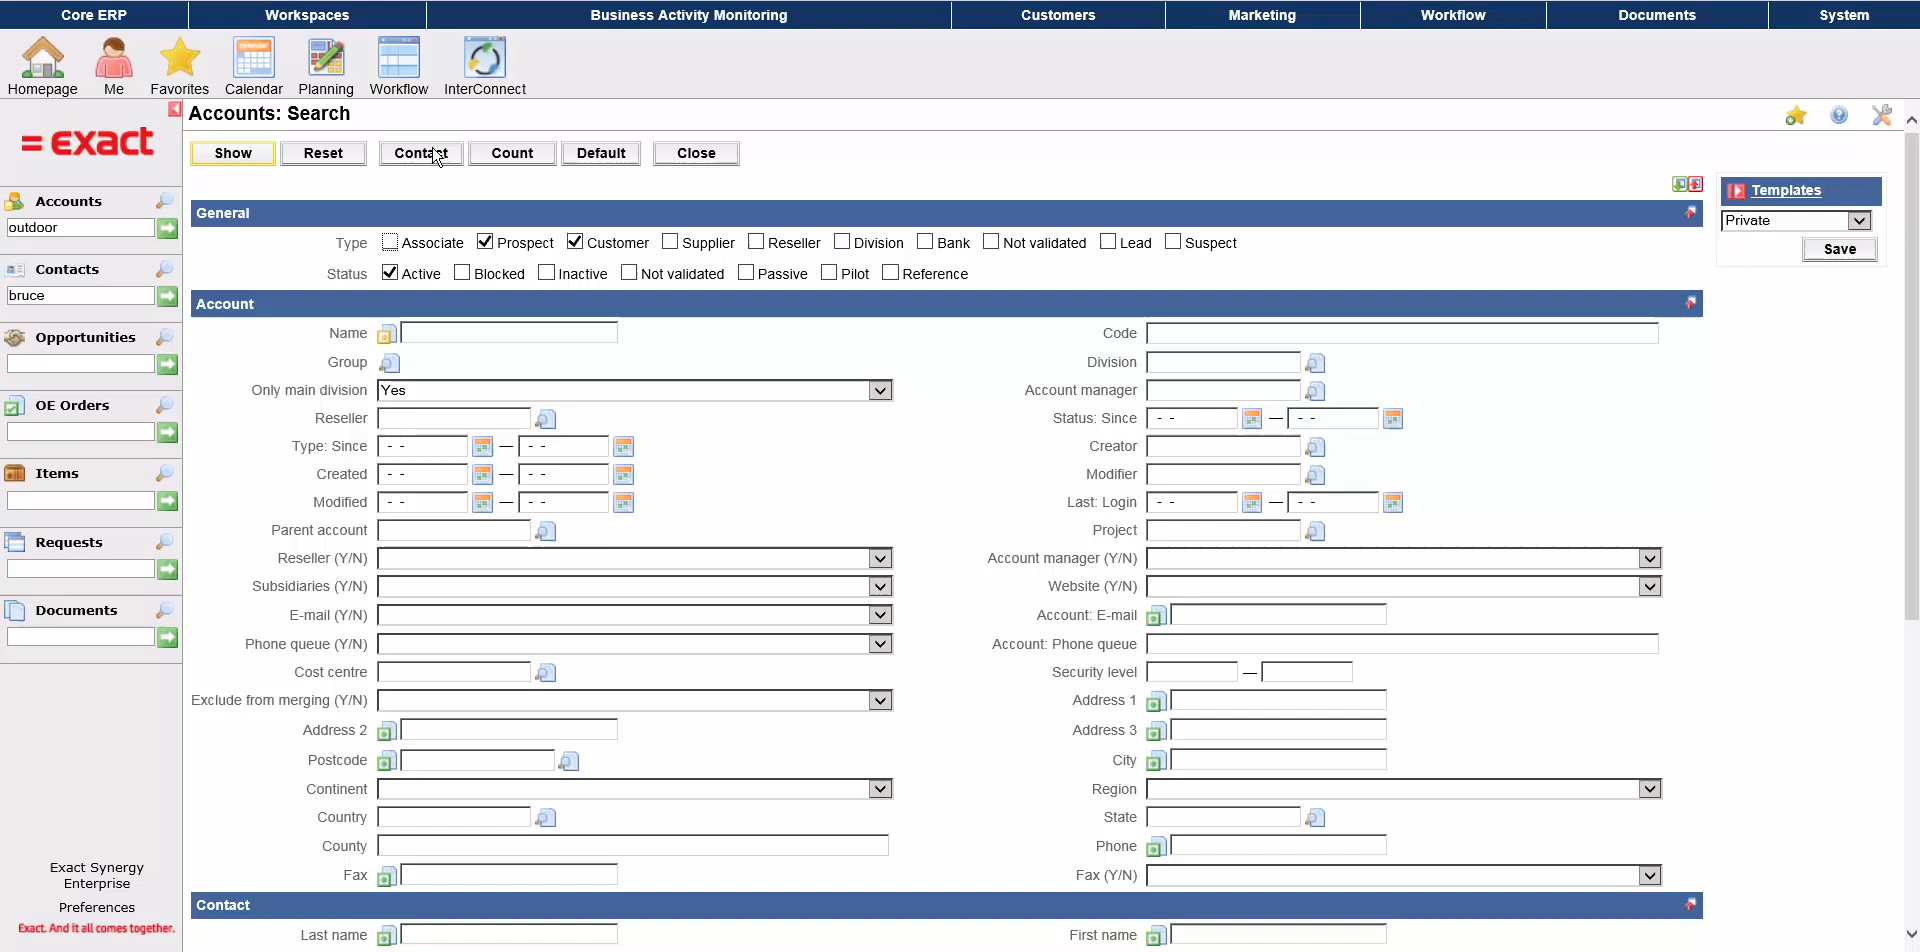 Core ERP Workspaces Business Activity Monitoring Customers Marketing Workflow Documents System
Homepage Me Favorites Calendar Planning Workflow InterConnect
= exact
Accounts
outdoor
Contacts
bruce
Opportunities
OE Orders
Items
Requests
Documents
Exact Synergy
Enterprise
Preferences
Exact. And it all comes together.
Accounts: Search
Show Reset Contact Count Default Close
General
Type Associate Prospect Customer Supplier Reseller Division Bank Not validated Lead Suspect
Status Active Blocked Inactive Not validated Passive Pilot Reference
Account
Name Code
Group Division
Only main division Yes Account manager
Reseller Status: Since - - — - -
Type: Since - - — - - Creator
Created - - — - - Modifier
Modified - - — - - Last: Login - - — - -
Parent account Project
Reseller (Y/N) Account manager (Y/N)
Subsidiaries (Y/N) Website (Y/N)
E-mail (Y/N) Account: E-mail
Phone queue (Y/N) Account: Phone queue
Cost centre Security level —
Exclude from merging (Y/N) Address 1
Address 2 Address 3
Postcode City
Continent Region
Country State
County Phone
Fax Fax (Y/N)
Contact
Last name First name
Templates
Private
Save